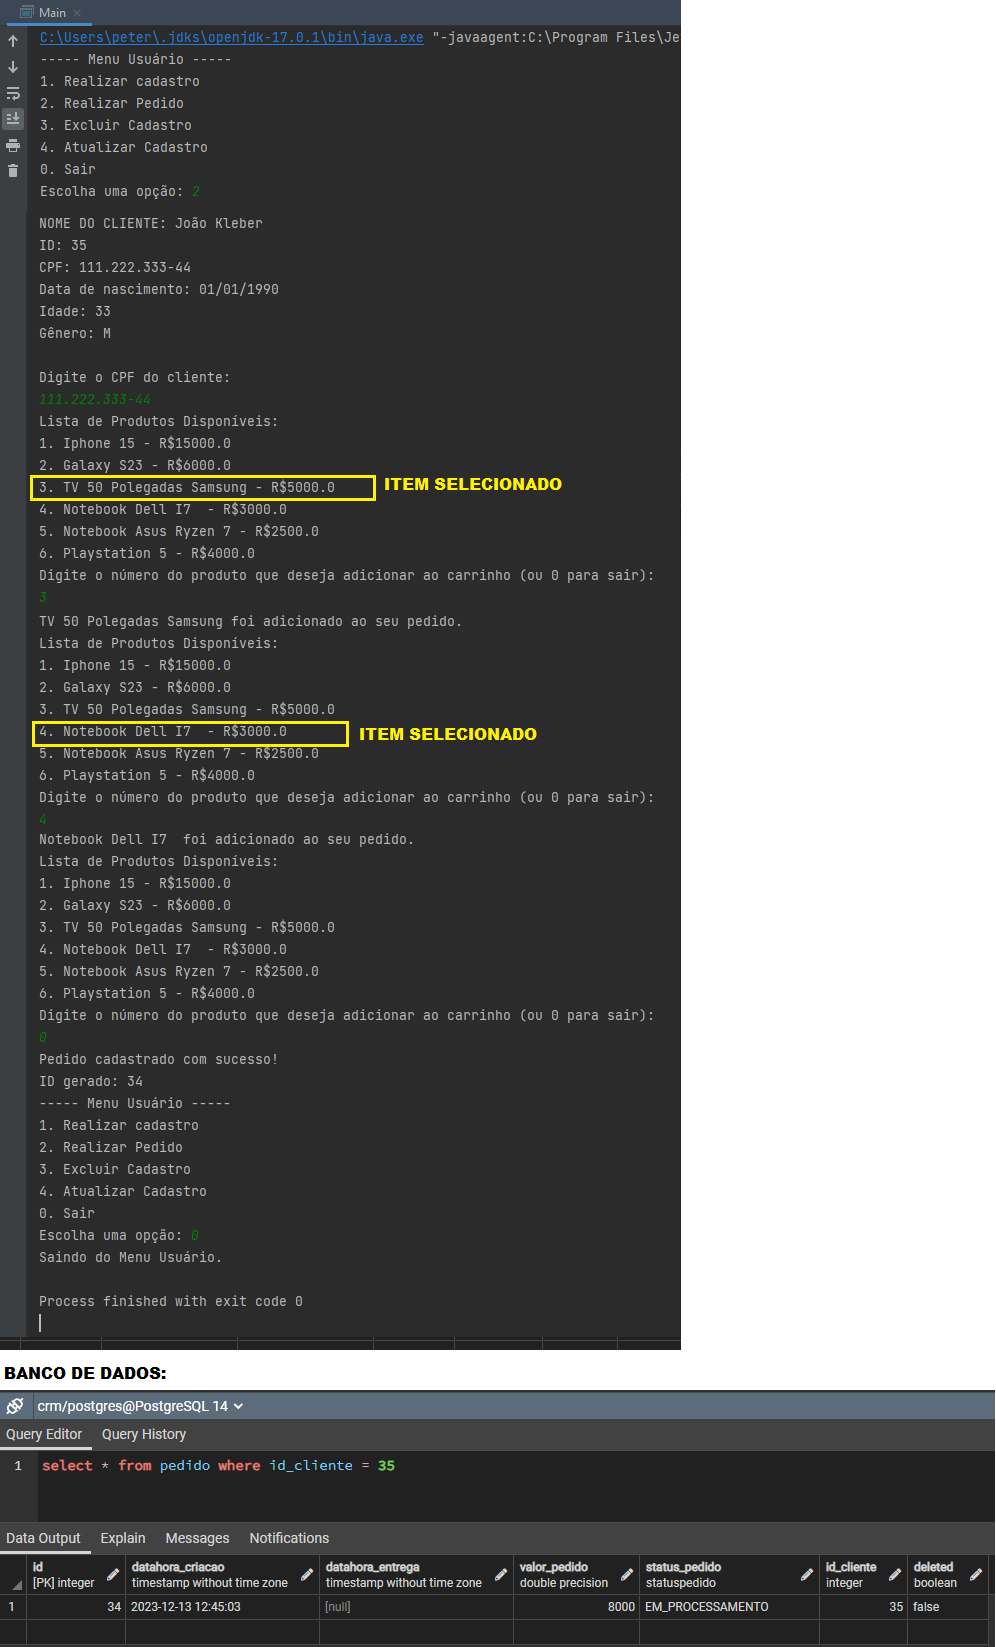 Main
C:\Users\peter\.jdks\openjdk-17.0.1\bin\java.exe "-javaagent:C:\Program Files\Je
----- Menu Usuário -----
1. Realizar cadastro
2. Realizar Pedido
3. Excluir Cadastro
4. Atualizar Cadastro
0. Sair
Escolha uma opção: 2
NOME DO CLIENTE: João Kleber
ID: 35
CPF: 111.222.333-44
Data de nascimento: 01/01/1990
Idade: 33
Gênero: M
Digite o CPF do cliente:
111.222.333-44
Lista de Produtos Disponíveis:
1. Iphone 15 - R$15000.0
2. Galaxy S23 - R$6000.0
3. TV 50 Polegadas Samsung - R$5000.0 ITEM SELECIONADO
4. Notebook Dell I7  - R$3000.0
5. Notebook Asus Ryzen 7 - R$2500.0
6. Playstation 5 - R$4000.0
Digite o número do produto que deseja adicionar ao carrinho (ou 0 para sair):
3
TV 50 Polegadas Samsung foi adicionado ao seu pedido.
Lista de Produtos Disponíveis:
1. Iphone 15 - R$15000.0
2. Galaxy S23 - R$6000.0
3. TV 50 Polegadas Samsung - R$5000.0
4. Notebook Dell I7  - R$3000.0 ITEM SELECIONADO
5. Notebook Asus Ryzen 7 - R$2500.0
6. Playstation 5 - R$4000.0
Digite o número do produto que deseja adicionar ao carrinho (ou 0 para sair):
4
Notebook Dell I7  foi adicionado ao seu pedido.
Lista de Produtos Disponíveis:
1. Iphone 15 - R$15000.0
2. Galaxy S23 - R$6000.0
3. TV 50 Polegadas Samsung - R$5000.0
4. Notebook Dell I7  - R$3000.0
5. Notebook Asus Ryzen 7 - R$2500.0
6. Playstation 5 - R$4000.0
Digite o número do produto que deseja adicionar ao carrinho (ou 0 para sair):
0
Pedido cadastrado com sucesso!
ID gerado: 34
----- Menu Usuário -----
1. Realizar cadastro
2. Realizar Pedido
3. Excluir Cadastro
4. Atualizar Cadastro
0. Sair
Escolha uma opção: 0
Saindo do Menu Usuário.
Process finished with exit code 0
BANCO DE DADOS:
crm/postgres@PostgreSQL 14
Query Editor Query History
1 select * from pedido where id_cliente = 35
Data Output Explain Messages Notifications
id datahora_criacao datahora_entrega valor_pedido status_pedido id_cliente deleted
[PK] integer timestamp without time zone timestamp without time zone double precision statuspedido integer boolean
1 34 2023-12-13 12:45:03 [null] 8000 EM_PROCESSAMENTO 35 false